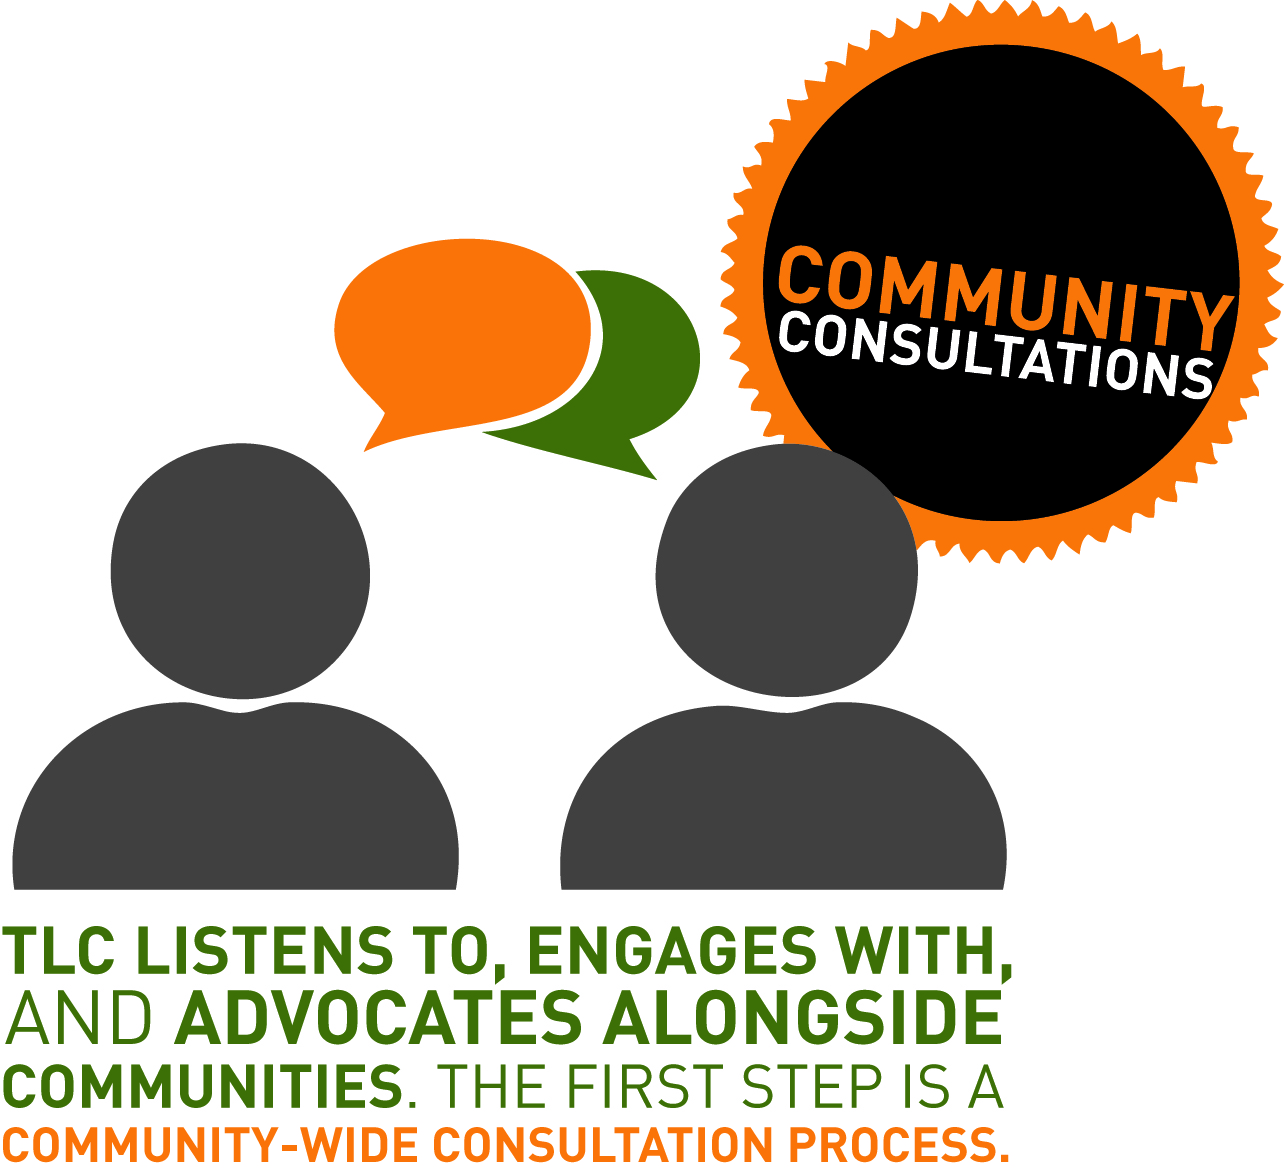 COMMUNITY
CONSULTATIONS
TLC LISTENS TO, ENGAGES WITH,
AND ADVOCATES ALONGSIDE
COMMUNITIES. THE FIRST STEP IS A
COMMUNITY-WIDE CONSULTATION PROCESS.